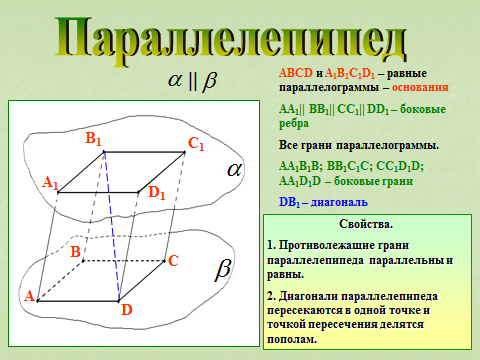 Параллелепипед
α || β
ABCD и A₁B₁C₁D₁ – равные
параллелограммы – основания
AA₁|| BB₁|| CC₁|| DD₁ – боковые
ребра
Все грани параллелограммы.
AA₁B₁B; BB₁C₁C; CC₁D₁D;
AA₁D₁D – боковые грани
DB₁ – диагональ
B₁
C₁
A₁
D₁
α
B
C
β
A
D
Свойства.
1. Противолежащие грани
параллелепипеда параллельны и
равны.
2. Диагонали параллелепипеда
пересекаются в одной точке и
точкой пересечения делятся
пополам.